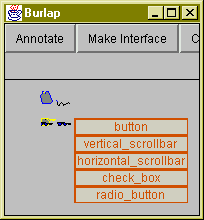 Burlap
Annotate Make Interface C
button
vertical_scrollbar
horizontal_scrollbar
check_box
radio_button